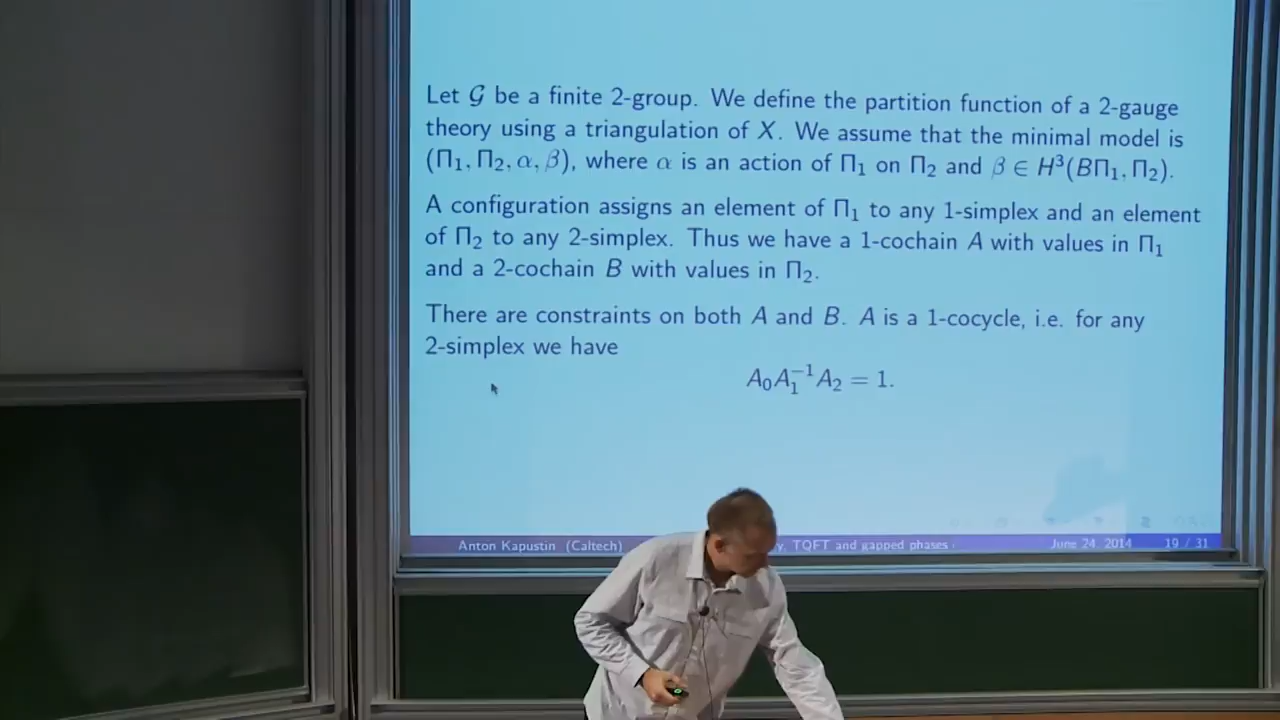 Let 𝒢 be a finite 2-group. We define the partition function of a 2-gauge
theory using a triangulation of X. We assume that the minimal model is
(Π₁, Π₂, α, β), where α is an action of Π₁ on Π₂ and β ∈ H³(BΠ₁, Π₂).
A configuration assigns an element of Π₁ to any 1-simplex and an element
of Π₂ to any 2-simplex. Thus we have a 1-cochain A with values in Π₁
and a 2-cochain B with values in Π₂.
There are constraints on both A and B. A is a 1-cocycle, i.e. for any
2-simplex we have
A₀A₁⁻¹A₂ = 1.
Anton Kapustin (Caltech) TQFT and gapped phases June 24, 2014 19 / 31